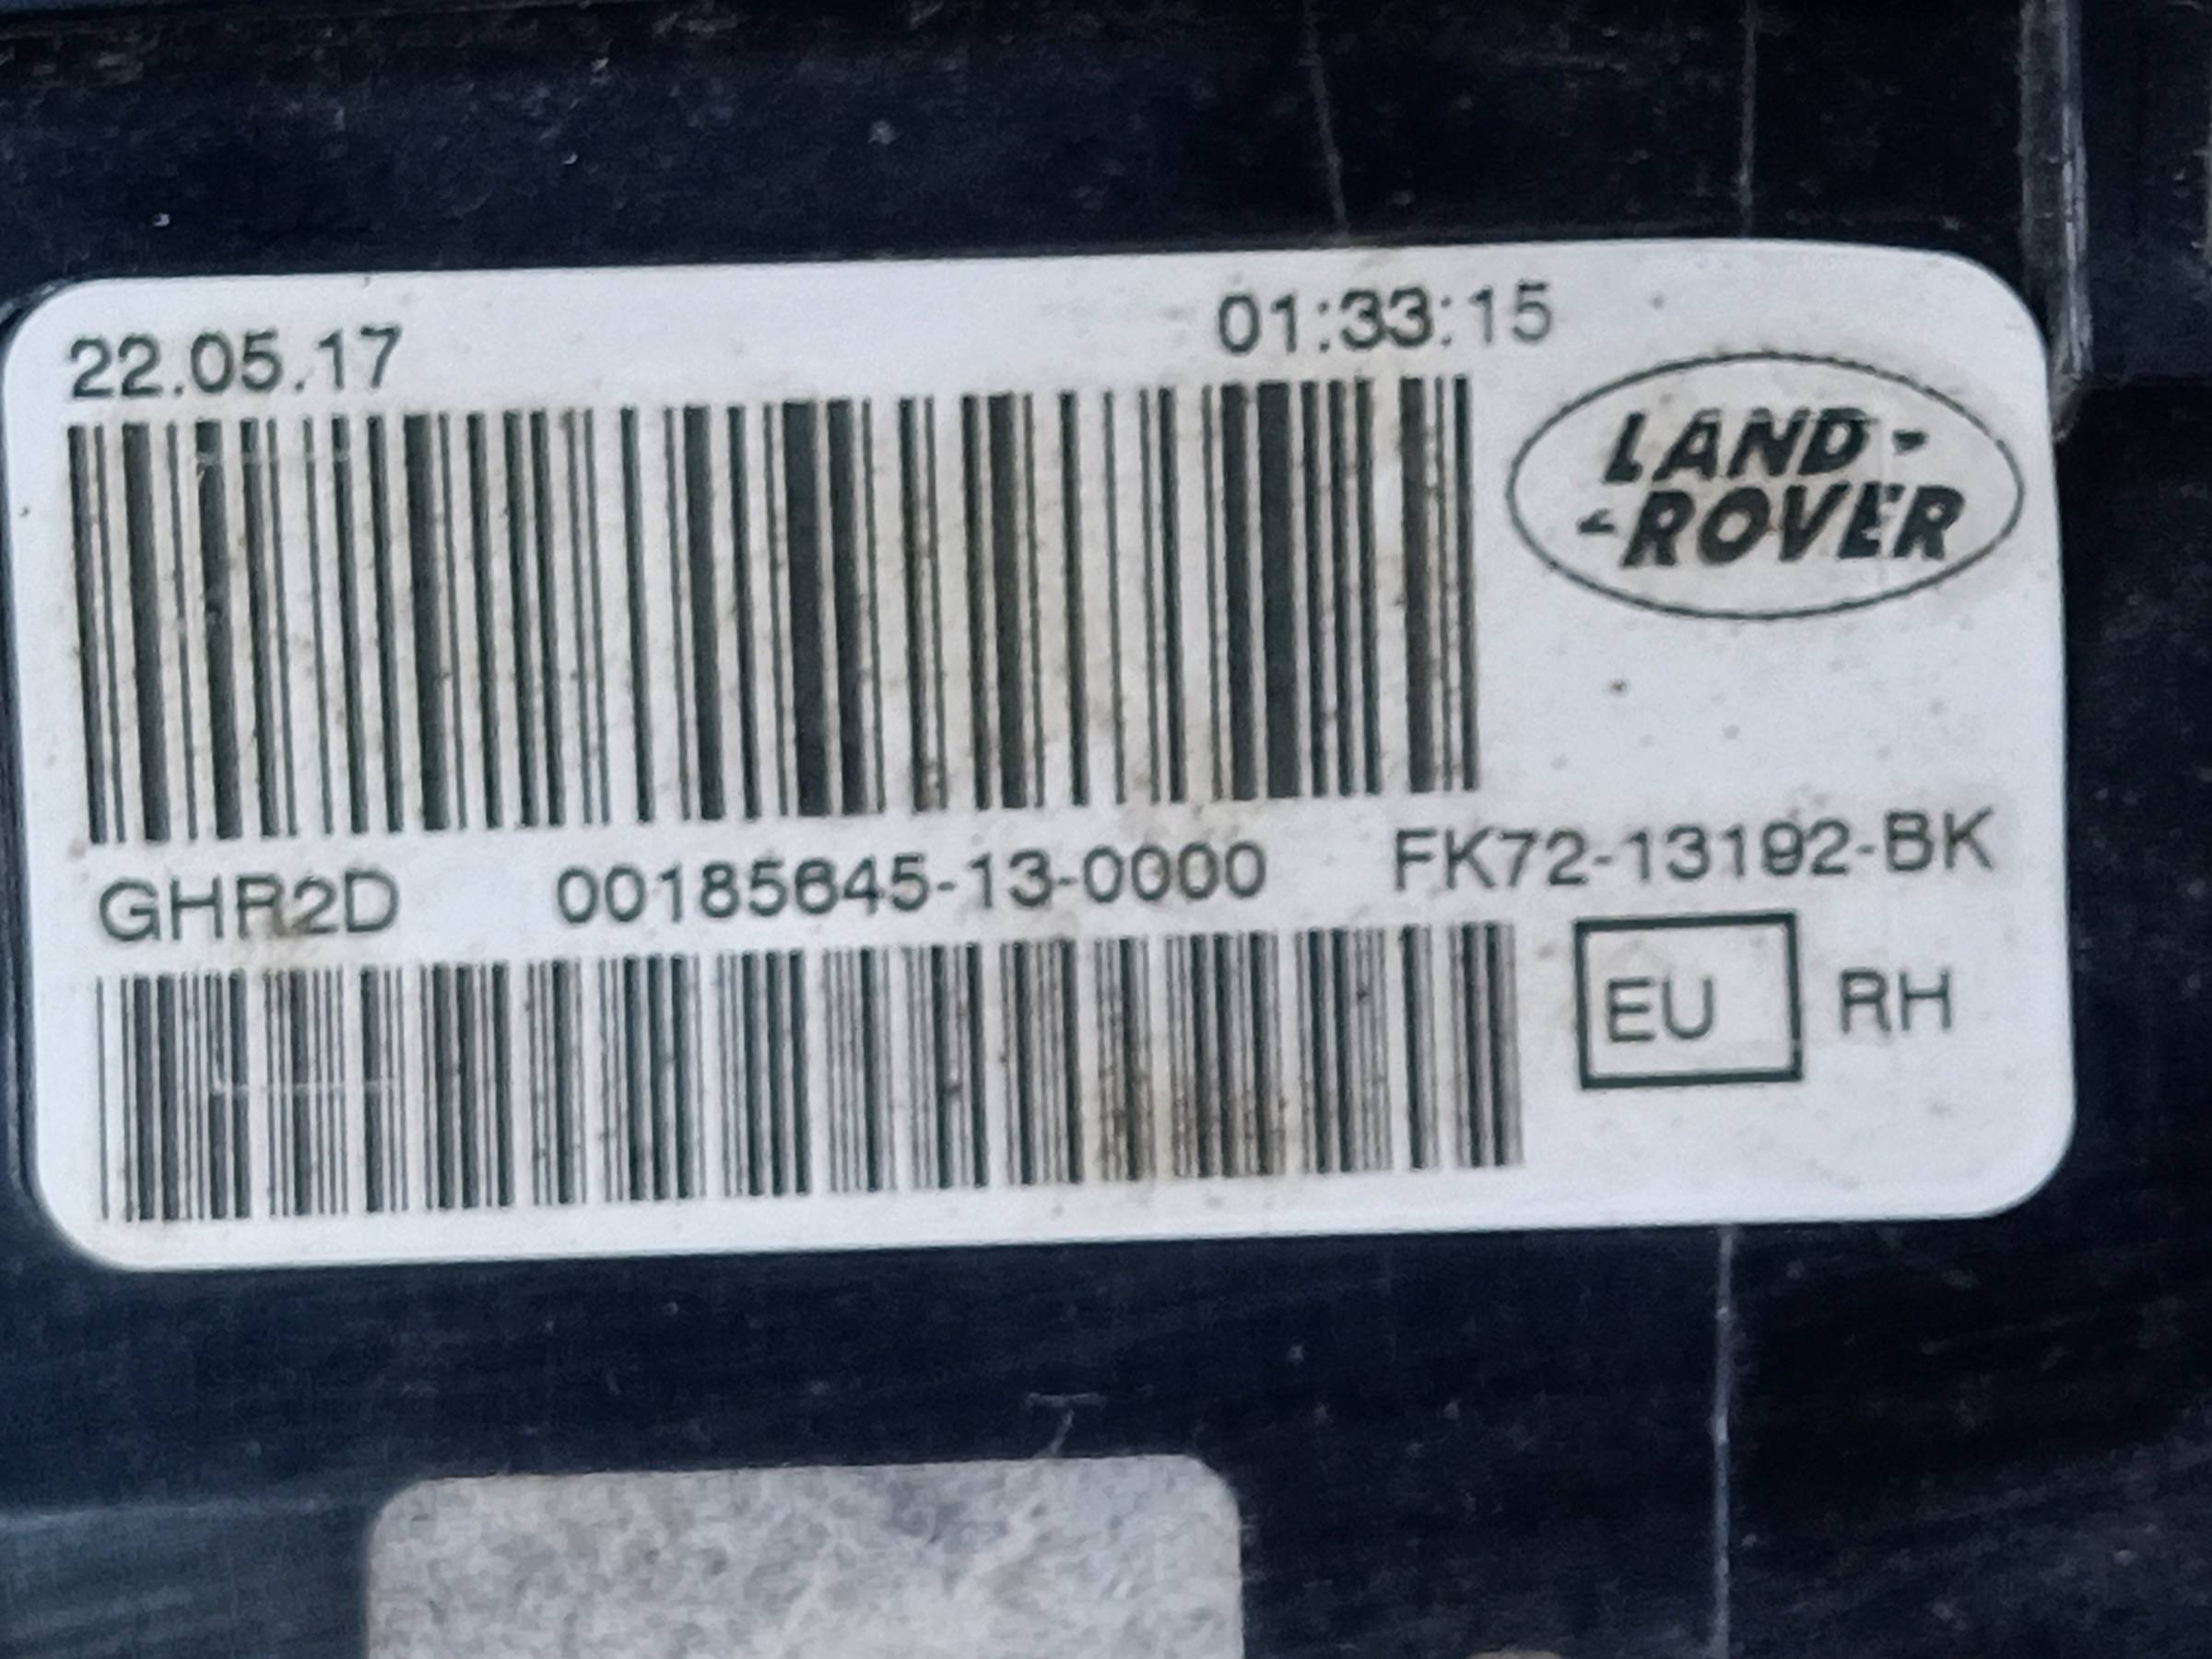 22.05.17 01:33:15
LAND-
-ROVER
GHR2D 00185645-13-0000 FK72-13192-BK
EU RH